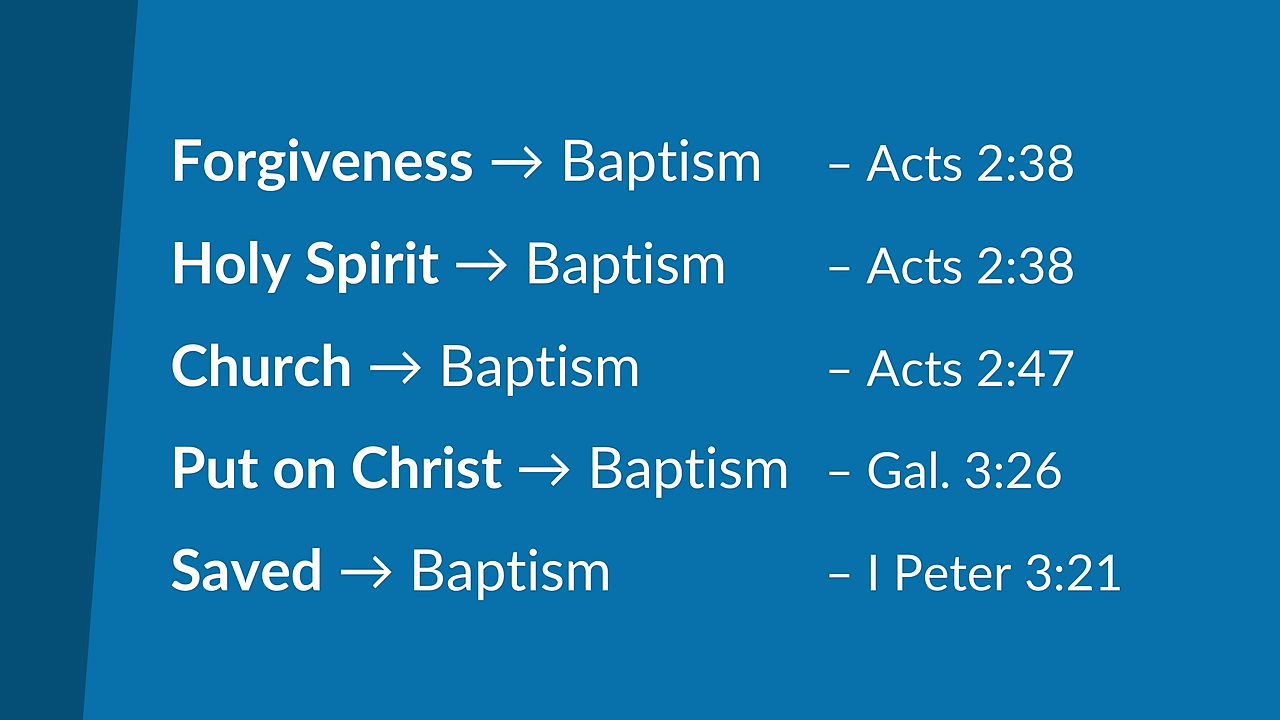 Forgiveness → Baptism – Acts 2:38
Holy Spirit → Baptism – Acts 2:38
Church → Baptism – Acts 2:47
Put on Christ → Baptism – Gal. 3:26
Saved → Baptism – I Peter 3:21